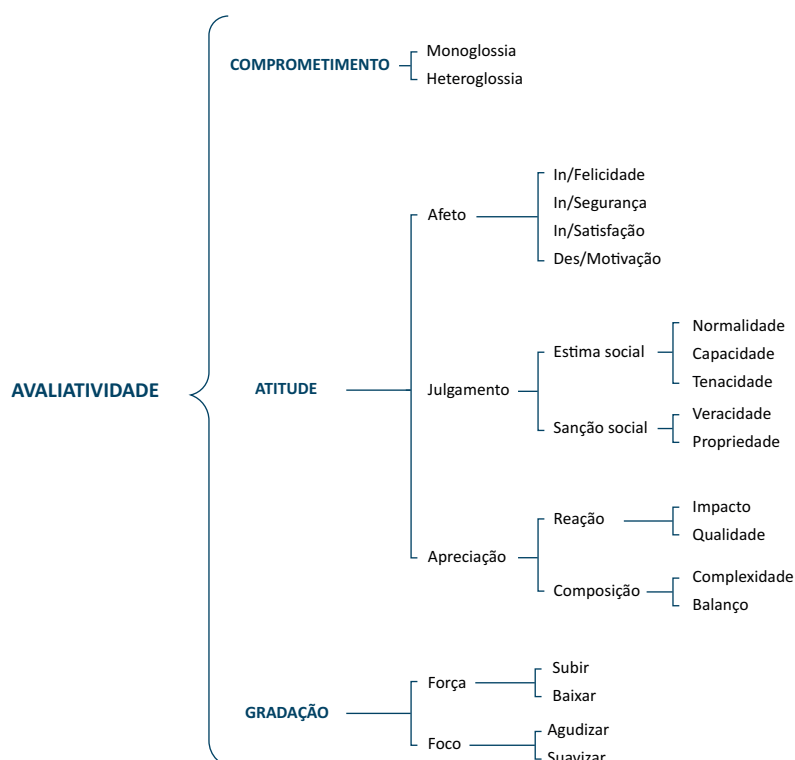 COMPROMETIMENTO
Monoglossia
Heteroglossia
AVALIATIVIDADE
ATITUDE
Afeto
In/Felicidade
In/Segurança
In/Satisfação
Des/Motivação
Julgamento
Estima social
Normalidade
Capacidade
Tenacidade
Sanção social
Veracidade
Propriedade
Apreciação
Reação
Impacto
Qualidade
Composição
Complexidade
Balanço
GRADAÇÃO
Força
Subir
Baixar
Foco
Agudizar
Suavizar